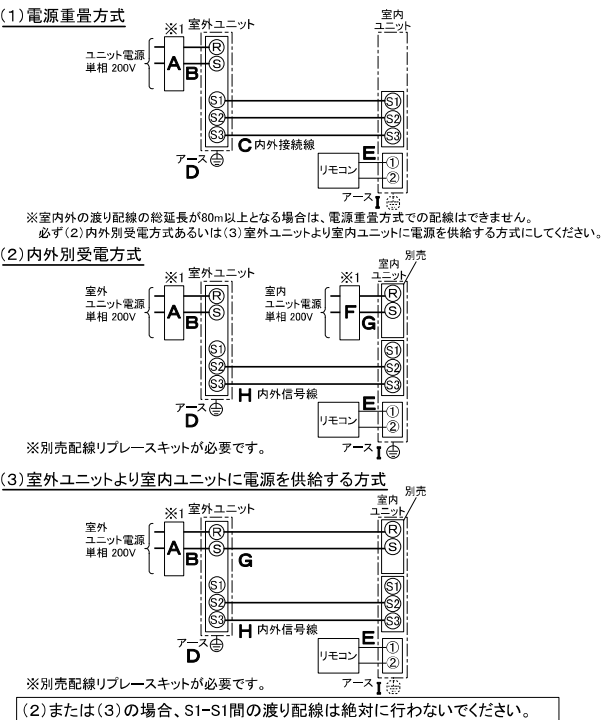 (1)電源重畳方式
※1
室外ユニット
室内
ユニット
ユニット電源
単相 200V
A
B
R
S
S1
S2
S3
S1
S2
S3
C 内外接続線
アース
D
リモコン
E
①
②
アース I
※室内外の渡り配線の総延長が80m以上となる場合は、電源重畳方式での配線はできません。
必ず(2)内外別受電方式あるいは(3)室外ユニットより室内ユニットに電源を供給する方式にしてください。
(2)内外別受電方式
※1
室外ユニット
※1
室内
ユニット
別売
室外
ユニット電源
単相 200V
A
B
R
S
室内
ユニット電源
単相 200V
F
G
R
S
S1
S2
S3
S1
S2
S3
H 内外信号線
アース
D
リモコン
E
①
②
アース I
※別売配線リプレースキットが必要です。
(3)室外ユニットより室内ユニットに電源を供給する方式
※1
室外ユニット
室内
ユニット
別売
室外
ユニット電源
単相 200V
A
B
R
S
G
R
S
S1
S2
S3
S1
S2
S3
H 内外信号線
アース
D
リモコン
E
①
②
アース I
※別売配線リプレースキットが必要です。
(2)または(3)の場合、S1-S1間の渡り配線は絶対に行わないでください。